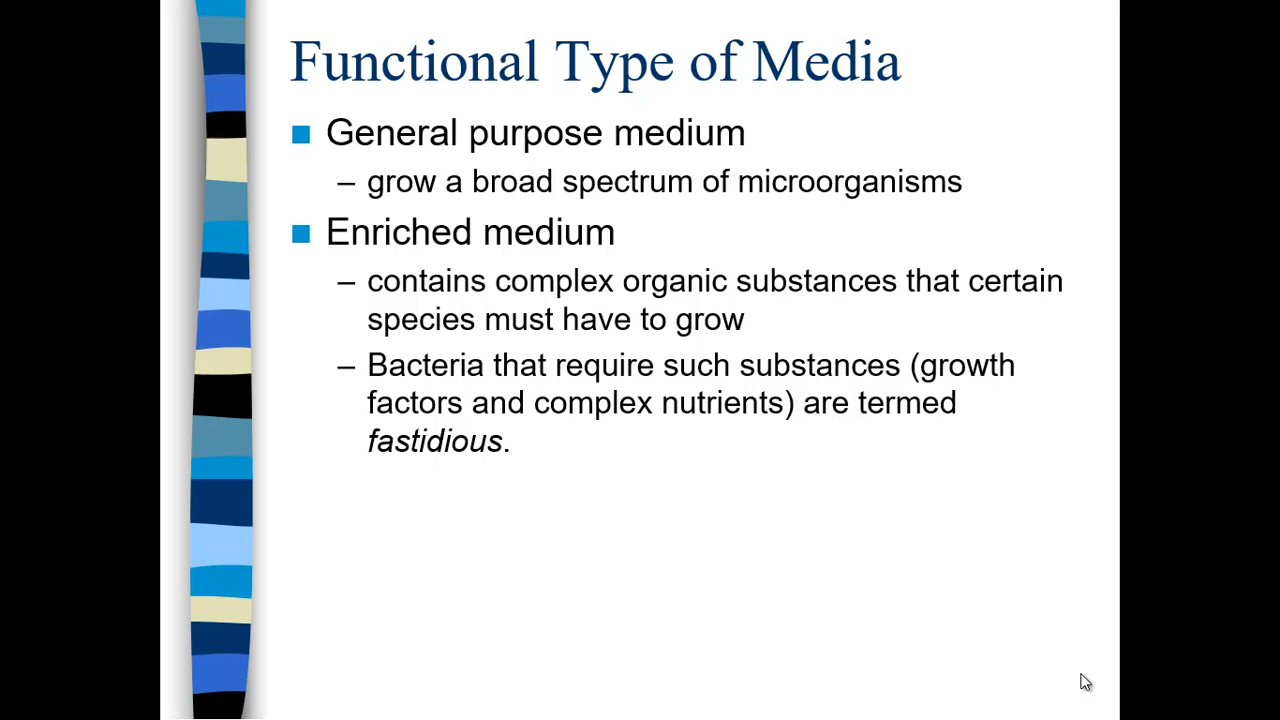 Functional Type of Media
General purpose medium
– grow a broad spectrum of microorganisms
Enriched medium
– contains complex organic substances that certain
species must have to grow
– Bacteria that require such substances (growth
factors and complex nutrients) are termed
fastidious.